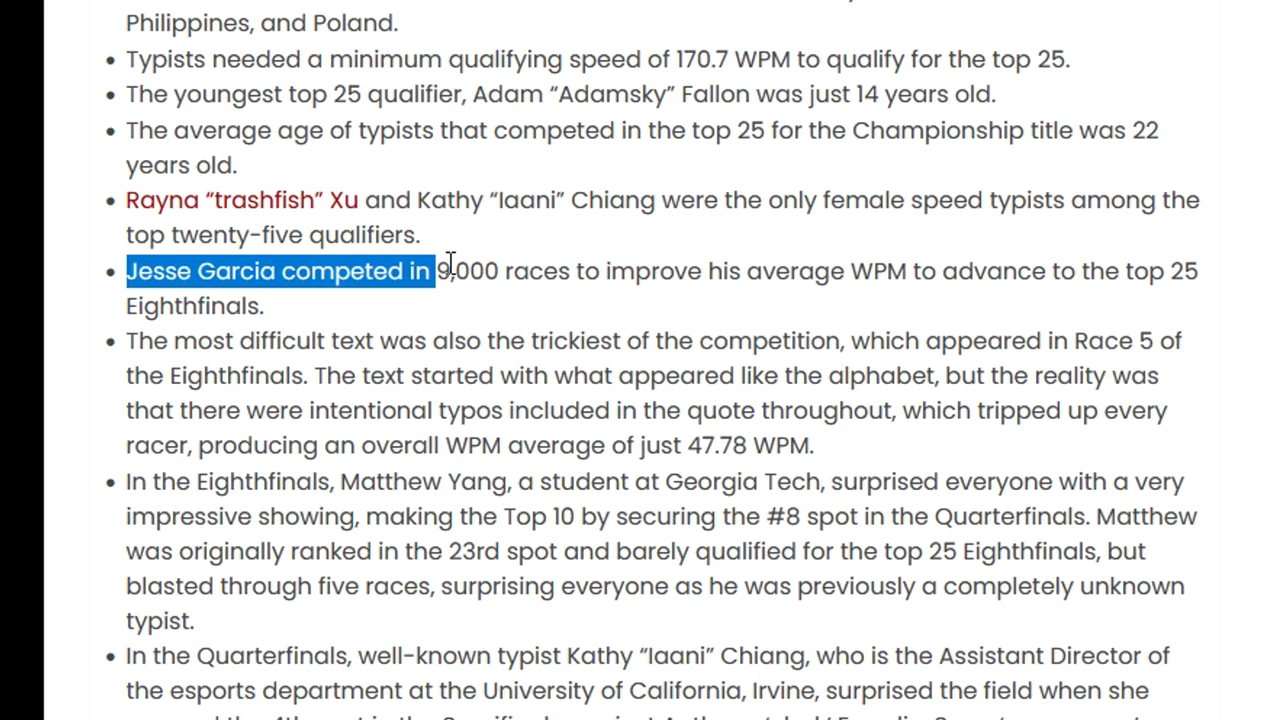 Philippines, and Poland.
• Typists needed a minimum qualifying speed of 170.7 WPM to qualify for the top 25.
• The youngest top 25 qualifier, Adam “Adamsky” Fallon was just 14 years old.
• The average age of typists that competed in the top 25 for the Championship title was 22
years old.
• Rayna “trashfish” Xu and Kathy “Iaani” Chiang were the only female speed typists among the
top twenty-five qualifiers.
• Jesse Garcia competed in 9,000 races to improve his average WPM to advance to the top 25
Eighthfinals.
• The most difficult text was also the trickiest of the competition, which appeared in Race 5 of
the Eighthfinals. The text started with what appeared like the alphabet, but the reality was
that there were intentional typos included in the quote throughout, which tripped up every
racer, producing an overall WPM average of just 47.78 WPM.
• In the Eighthfinals, Matthew Yang, a student at Georgia Tech, surprised everyone with a very
impressive showing, making the Top 10 by securing the #8 spot in the Quarterfinals. Matthew
was originally ranked in the 23rd spot and barely qualified for the top 25 Eighthfinals, but
blasted through five races, surprising everyone as he was previously a completely unknown
typist.
• In the Quarterfinals, well-known typist Kathy “Iaani” Chiang, who is the Assistant Director of
the esports department at the University of California, Irvine, surprised the field when she